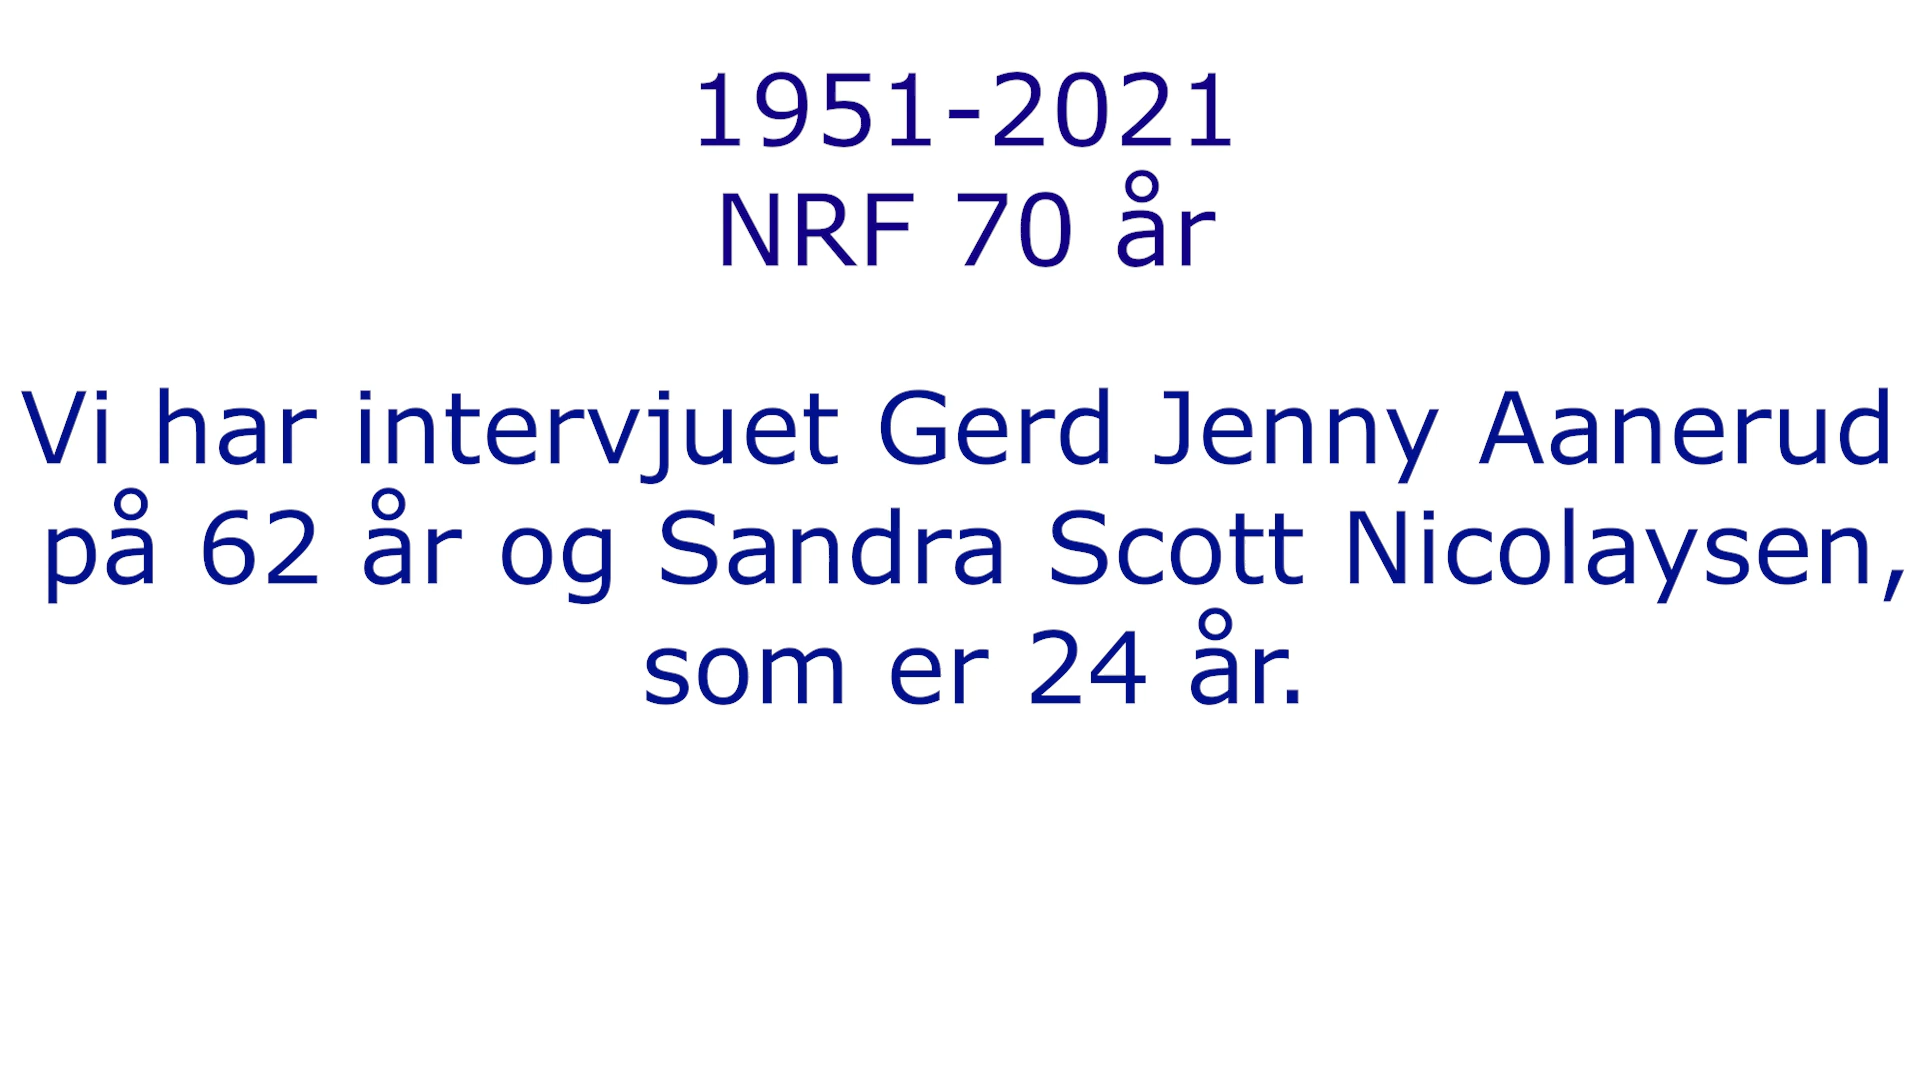 1951-2021
NRF 70 år
Vi har intervjuet Gerd Jenny Aanerud
på 62 år og Sandra Scott Nicolaysen,
som er 24 år.